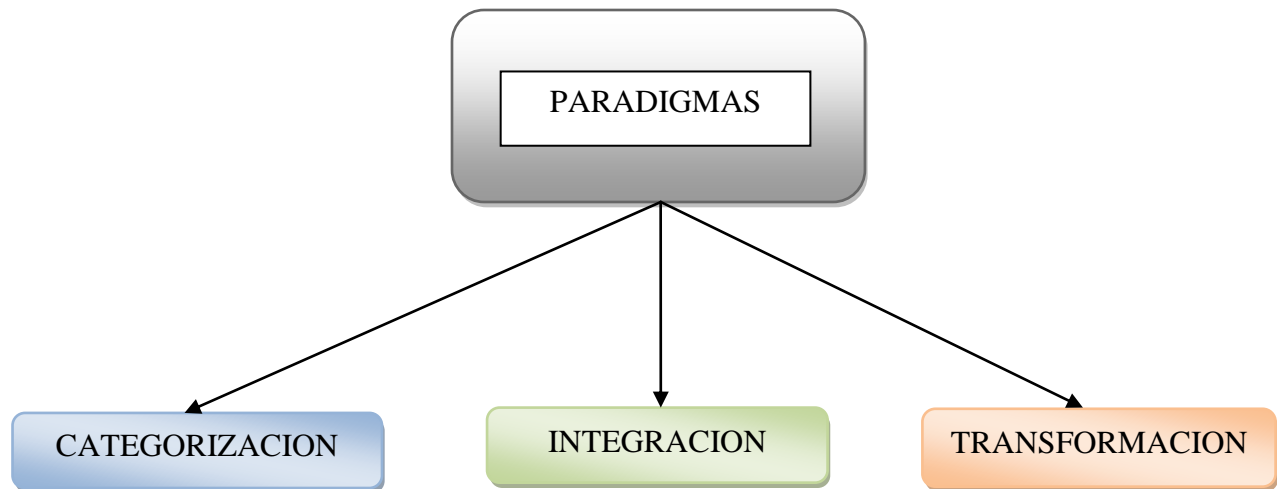 PARADIGMAS
CATEGORIZACION
INTEGRACION
TRANSFORMACION